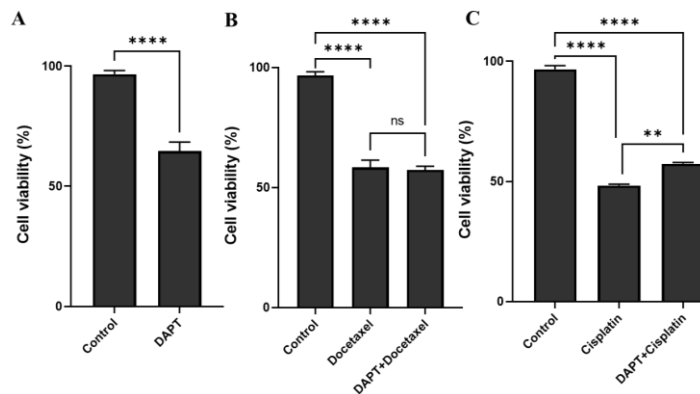 A
****
Cell viability (%)
100
50
0
Control
DAPT
B
****
****
ns
Cell viability (%)
100
50
0
Control
Docetaxel
DAPT+Docetaxel
C
****
****
**
Cell viability (%)
100
50
0
Control
Cisplatin
DAPT+Cisplatin